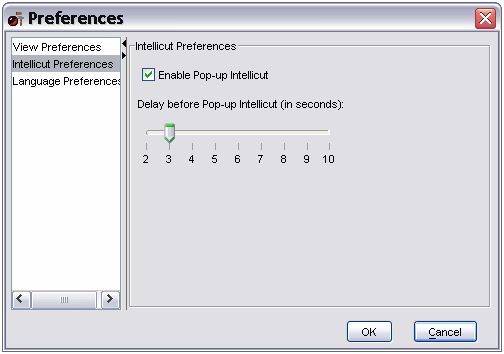 Preferences
View Preferences
Intellicut Preferences
Language Preferences
Intellicut Preferences
Enable Pop-up Intellicut
Delay before Pop-up Intellicut (in seconds):
2 3 4 5 6 7 8 9 10
OK Cancel